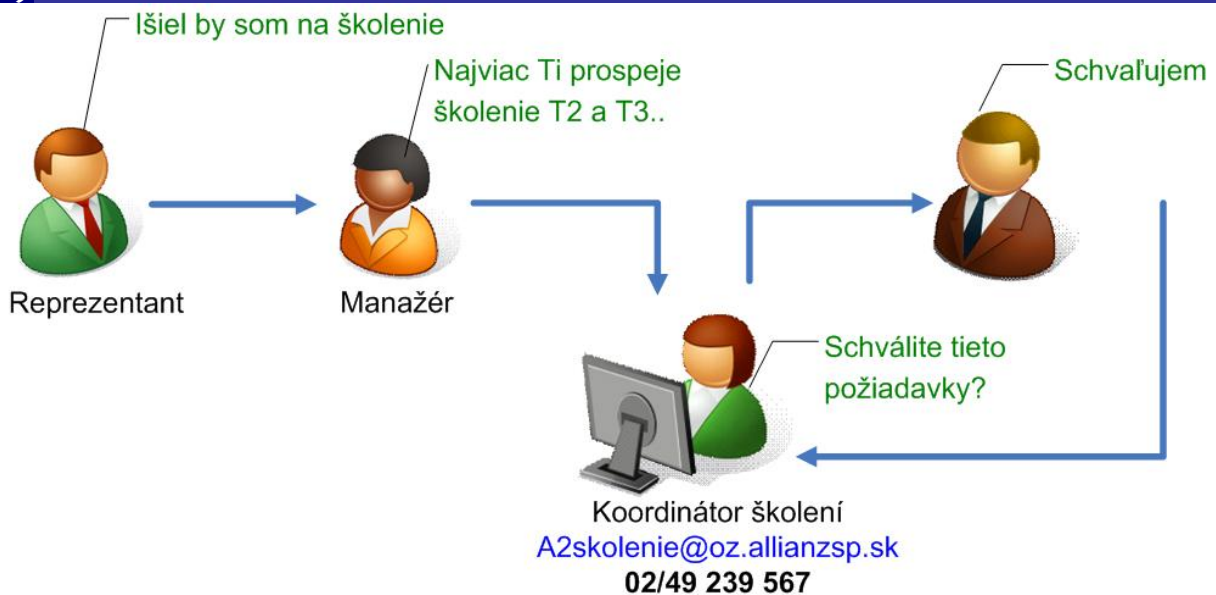 Išiel by som na školenie
Najviac Ti prospeje
školenie T2 a T3..
Schvaľujem
Reprezentant
Manažér
Schválite tieto
požiadavky?
Koordinátor školení
A2skolenie@oz.allianzsp.sk
02/49 239 567